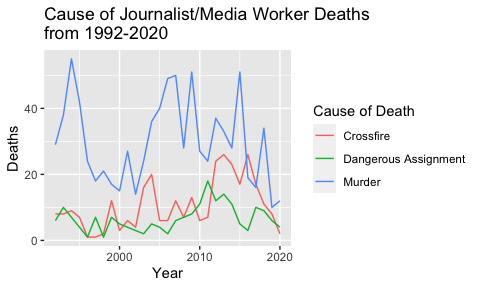 Cause of Journalist/Media Worker Deaths
from 1992-2020
Deaths
40
20
0
2000
2010
2020
Year
Cause of Death
Crossfire
Dangerous Assignment
Murder